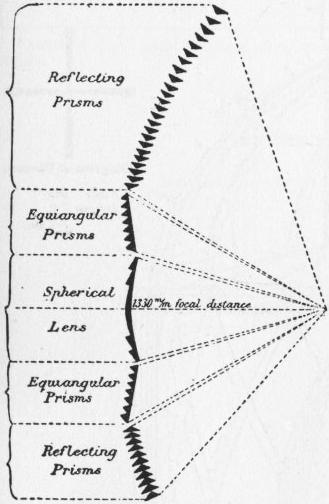 Reflecting
Prisms
Equiangular
Prisms
Spherical
1330 m/m focal distance
Lens
Equiangular
Prisms
Reflecting
Prisms